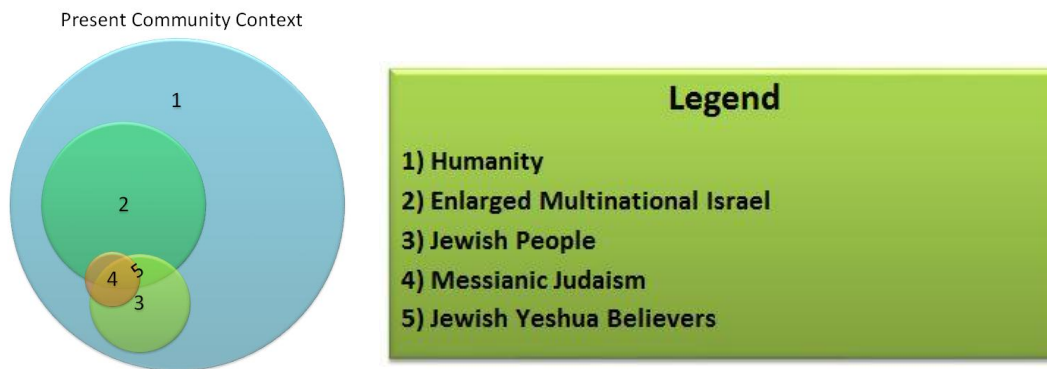 Present Community Context
1
2
5
4
3
Legend
1) Humanity
2) Enlarged Multinational Israel
3) Jewish People
4) Messianic Judaism
5) Jewish Yeshua Believers